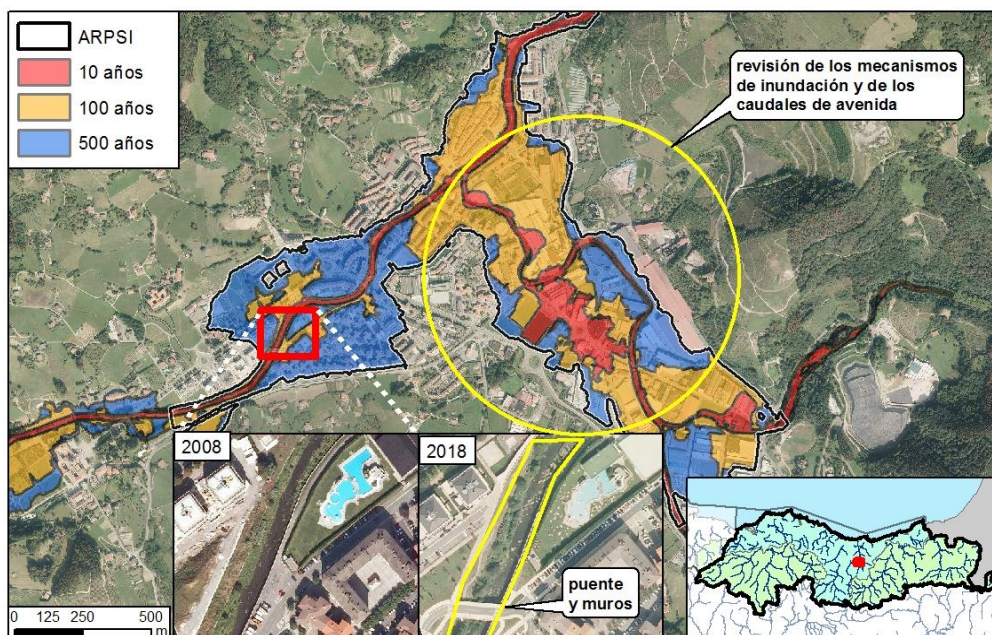 ARPSI
10 años
100 años
500 años
revisión de los mecanismos
de inundación y de los
caudales de avenida
2008
2018
puente
y muros
0 125 250 500
m